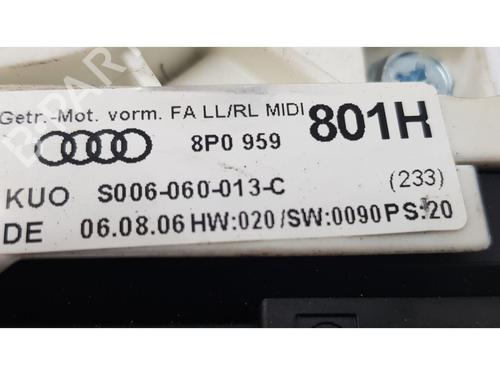 Getr.-Mot. vorm. FA LL/RL MIDI 801H
8P0 959
KUO S006-060-013-C (233)
DE 06.08.06 HW:020/SW:0090 PS:20